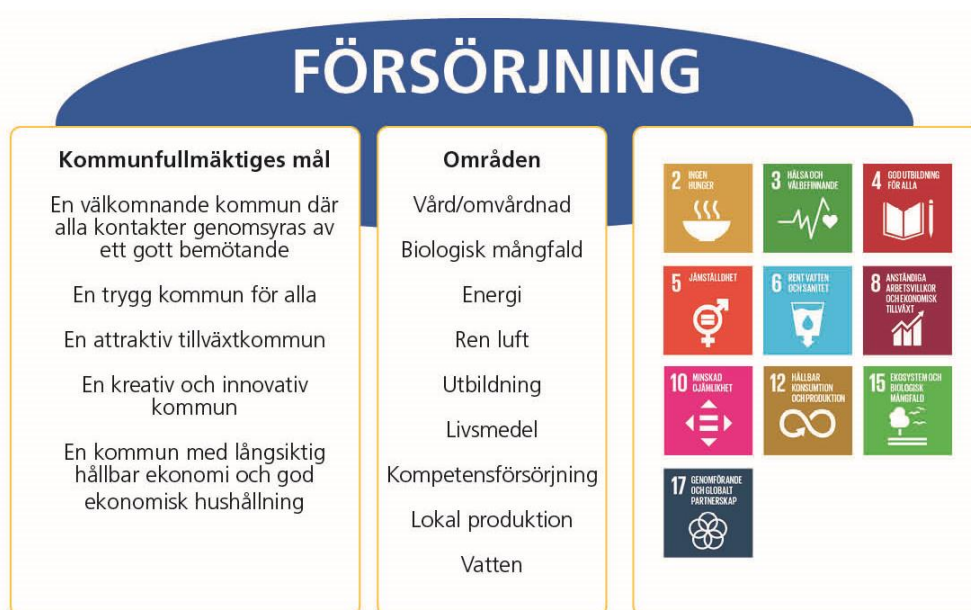 FÖRSÖRJNING
Kommunfullmäktiges mål
En välkomnande kommun där
alla kontakter genomsyras av
ett gott bemötande
En trygg kommun för alla
En attraktiv tillväxtkommun
En kreativ och innovativ
kommun
En kommun med långsiktig
hållbar ekonomi och god
ekonomisk hushållning
Områden
Vård/omvårdnad
Biologisk mångfald
Energi
Ren luft
Utbildning
Livsmedel
Kompetensförsörjning
Lokal produktion
Vatten
2 INGEN
HUNGER
3 HÄLSA OCH
VÄLBEFINNANDE
4 GOD UTBILDNING
FÖR ALLA
5 JÄMSTÄLLDHET
6 RENT VATTEN
OCH SANITET
8 ANSTÄNDIGA
ARBETSVILLKOR
OCH EKONOMISK
TILLVÄXT
10 MINSKAD
OJÄMLIKHET
12 HÅLLBAR
KONSUMTION
OCH PRODUKTION
15 EKOSYSTEM OCH
BIOLOGISK
MÅNGFALD
17 GENOMFÖRANDE
OCH GLOBALT
PARTNERSKAP